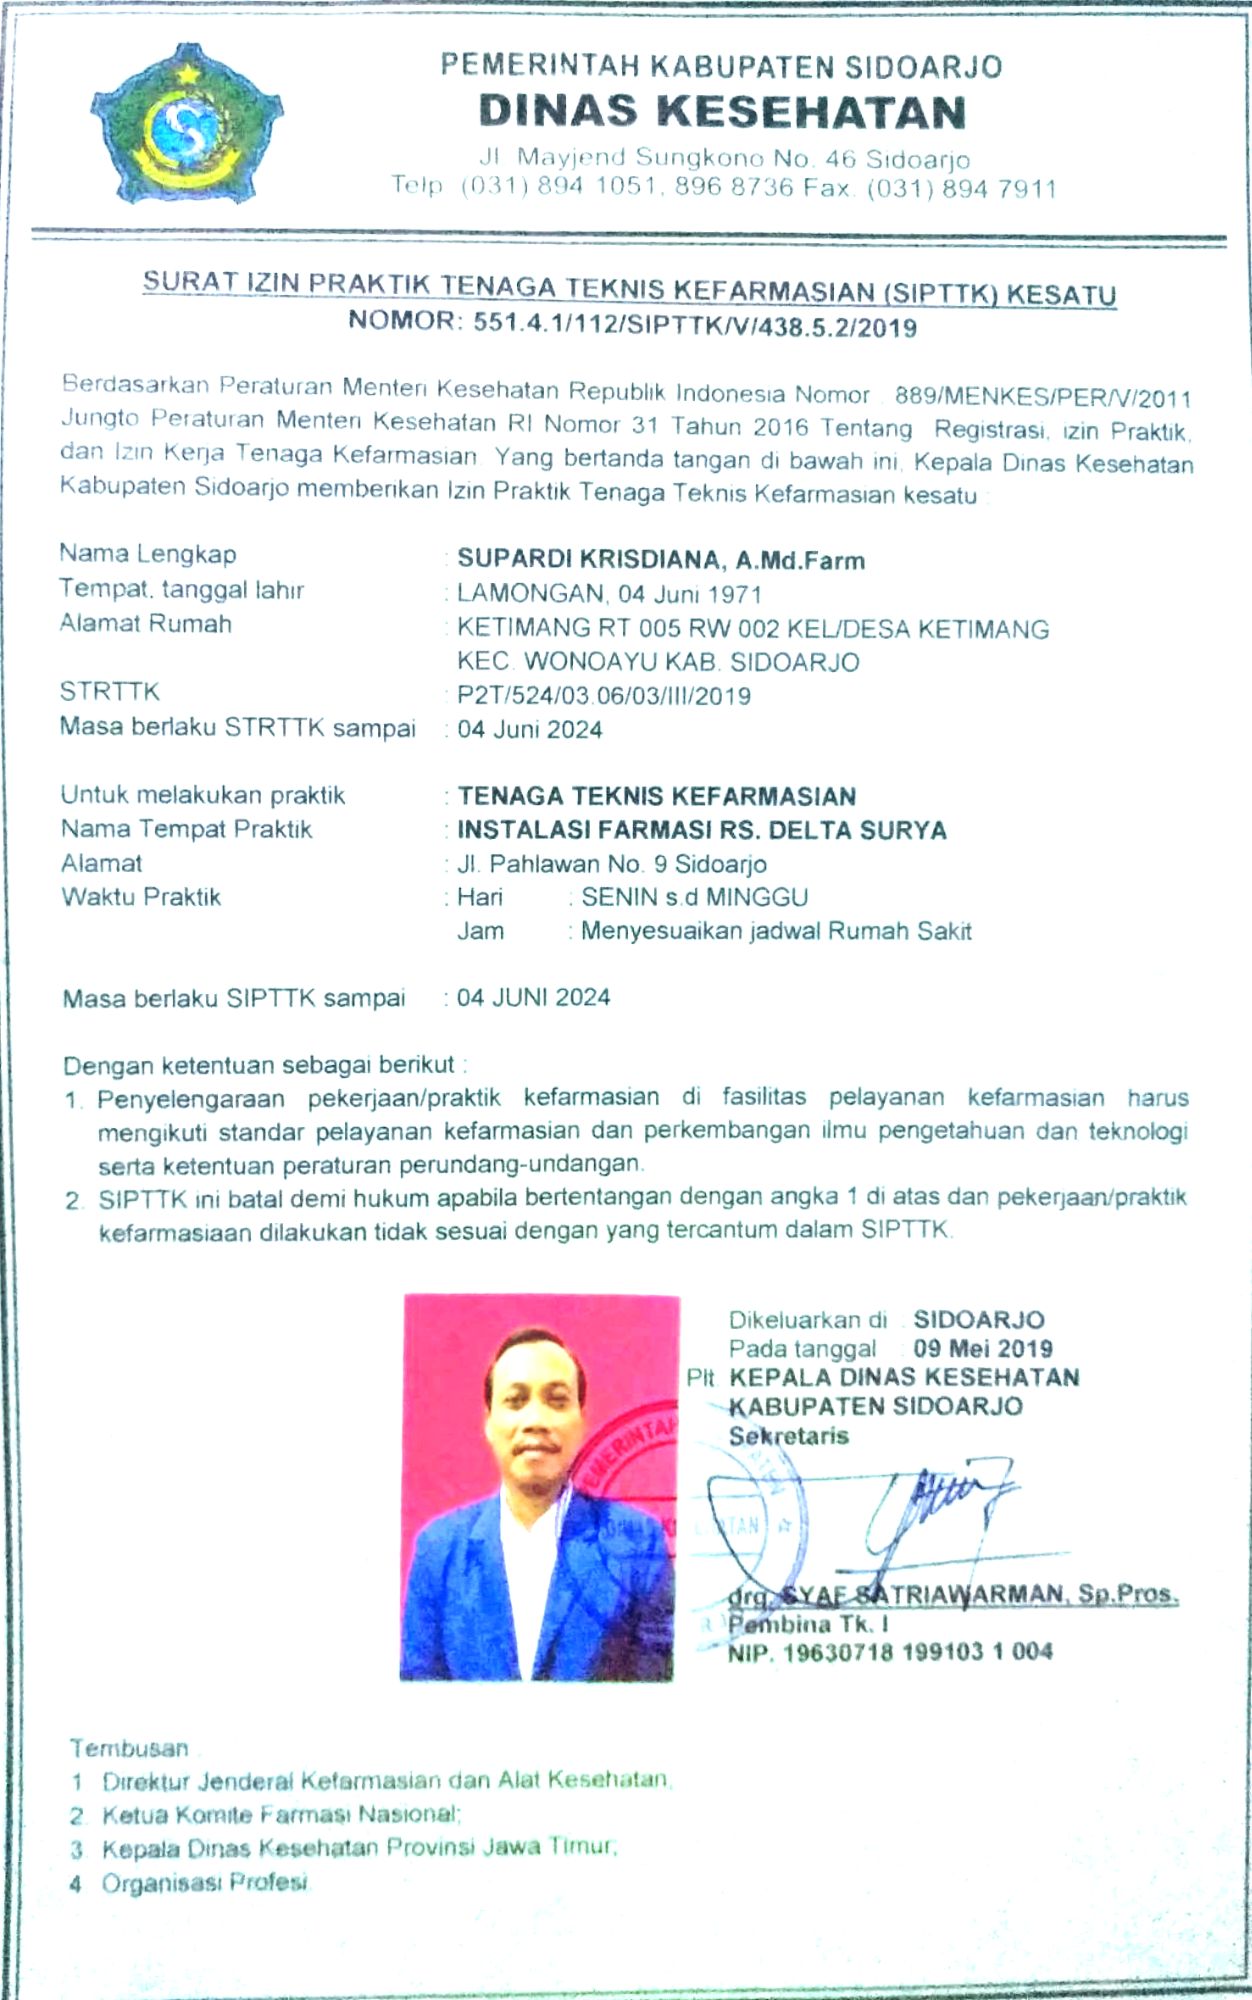 PEMERINTAH KABUPATEN SIDOARJO
DINAS KESEHATAN
Jl. Mayjend Sungkono No. 46 Sidoarjo
Telp. (031) 894 1051, 896 8736 Fax. (031) 894 7911
SURAT IZIN PRAKTIK TENAGA TEKNIS KEFARMASIAN (SIPTTK) KESATU
NOMOR: 551.4.1/112/SIPTTK/V/438.5.2/2019
Berdasarkan Peraturan Menteri Kesehatan Republik Indonesia Nomor : 889/MENKES/PER/V/2011
Jungto Peraturan Menteri Kesehatan RI Nomor 31 Tahun 2016 Tentang Registrasi, izin Praktik,
dan Izin Kerja Tenaga Kefarmasian. Yang bertanda tangan di bawah ini, Kepala Dinas Kesehatan
Kabupaten Sidoarjo memberikan Izin Praktik Tenaga Teknis Kefarmasian kesatu :
Nama Lengkap : SUPARDI KRISDIANA, A.Md.Farm
Tempat, tanggal lahir : LAMONGAN, 04 Juni 1971
Alamat Rumah : KETIMANG RT 005 RW 002 KEL/DESA KETIMANG
KEC. WONOAYU KAB. SIDOARJO
STRTTK : P2T/524/03.06/03/III/2019
Masa berlaku STRTTK sampai : 04 Juni 2024
Untuk melakukan praktik : TENAGA TEKNIS KEFARMASIAN
Nama Tempat Praktik : INSTALASI FARMASI RS. DELTA SURYA
Alamat : Jl. Pahlawan No. 9 Sidoarjo
Waktu Praktik : Hari : SENIN s.d MINGGU
Jam : Menyesuaikan jadwal Rumah Sakit
Masa berlaku SIPTTK sampai : 04 JUNI 2024
Dengan ketentuan sebagai berikut :
1. Penyelengaraan pekerjaan/praktik kefarmasian di fasilitas pelayanan kefarmasian harus
mengikuti standar pelayanan kefarmasian dan perkembangan ilmu pengetahuan dan teknologi
serta ketentuan peraturan perundang-undangan.
2. SIPTTK ini batal demi hukum apabila bertentangan dengan angka 1 di atas dan pekerjaan/praktik
kefarmasiaan dilakukan tidak sesuai dengan yang tercantum dalam SIPTTK.
Dikeluarkan di : SIDOARJO
Pada tanggal : 09 Mei 2019
Plt. KEPALA DINAS KESEHATAN
KABUPATEN SIDOARJO
Sekretaris
drg. SYAF SATRIAWARMAN, Sp.Pros.
Pembina Tk. I
NIP. 19630718 199103 1 004
Tembusan :
1 Direktur Jenderal Kefarmasian dan Alat Kesehatan;
2. Ketua Komite Farmasi Nasional;
3. Kepala Dinas Kesehatan Provinsi Jawa Timur;
4 Organisasi Profesi.